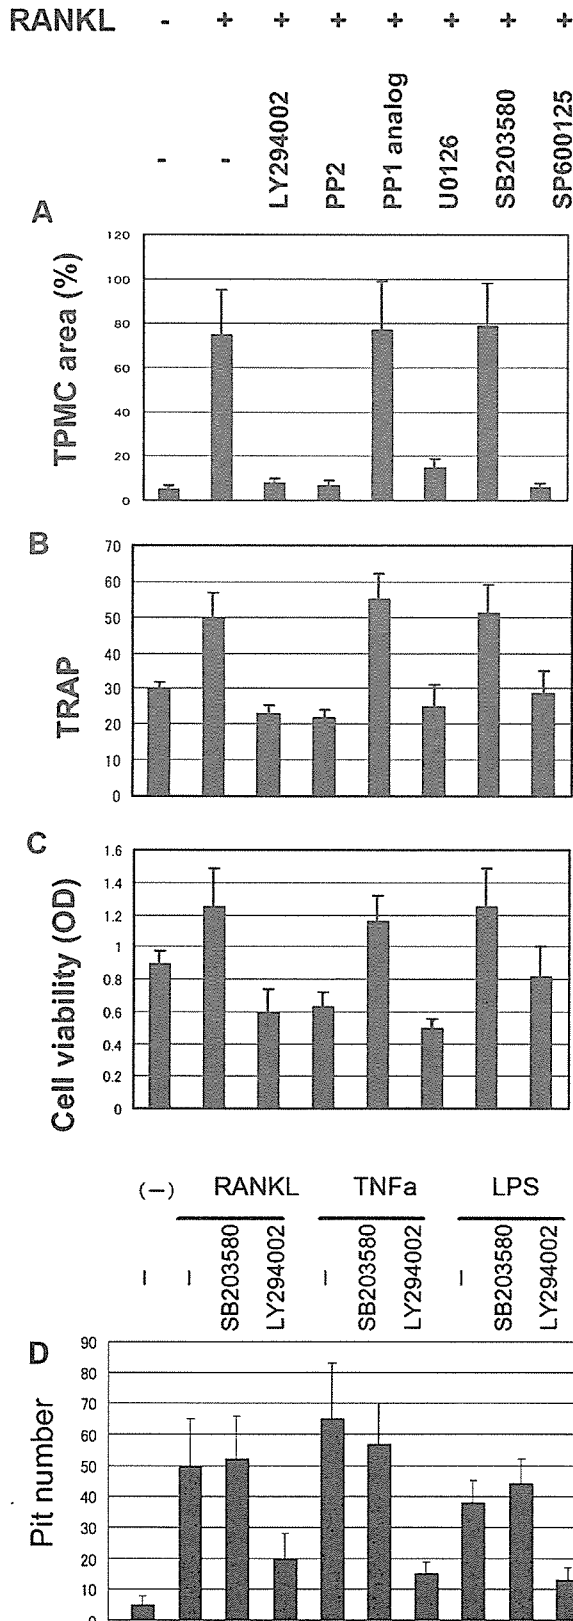 RANKL - + + + + + + +
- - LY294002 PP2 PP1 analog U0126 SB203580 SP600125
A
TPMC area (%)
120
100
80
60
40
20
0
B
TRAP
70
60
50
40
30
20
10
0
C
Cell viability (OD)
1.6
1.4
1.2
1
0.8
0.6
0.4
0.2
0
(−) RANKL TNFa LPS
− − SB203580 LY294002 − SB203580 LY294002 − SB203580 LY294002
D
Pit number
90
80
70
60
50
40
30
20
10
0